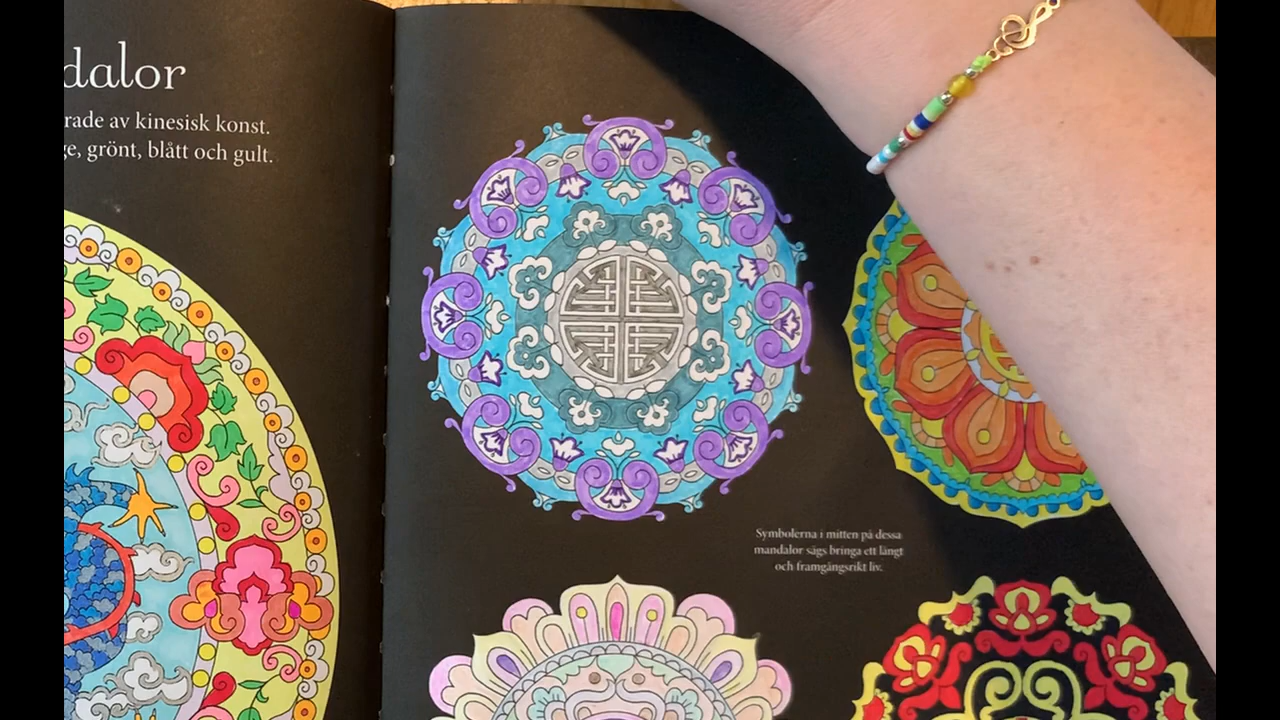 dalor
rade av kinesisk konst.
ge, grönt, blått och gult.
Symbolerna i mitten på dessa
mandalor sägs bringa ett långt
och framgångsrikt liv.